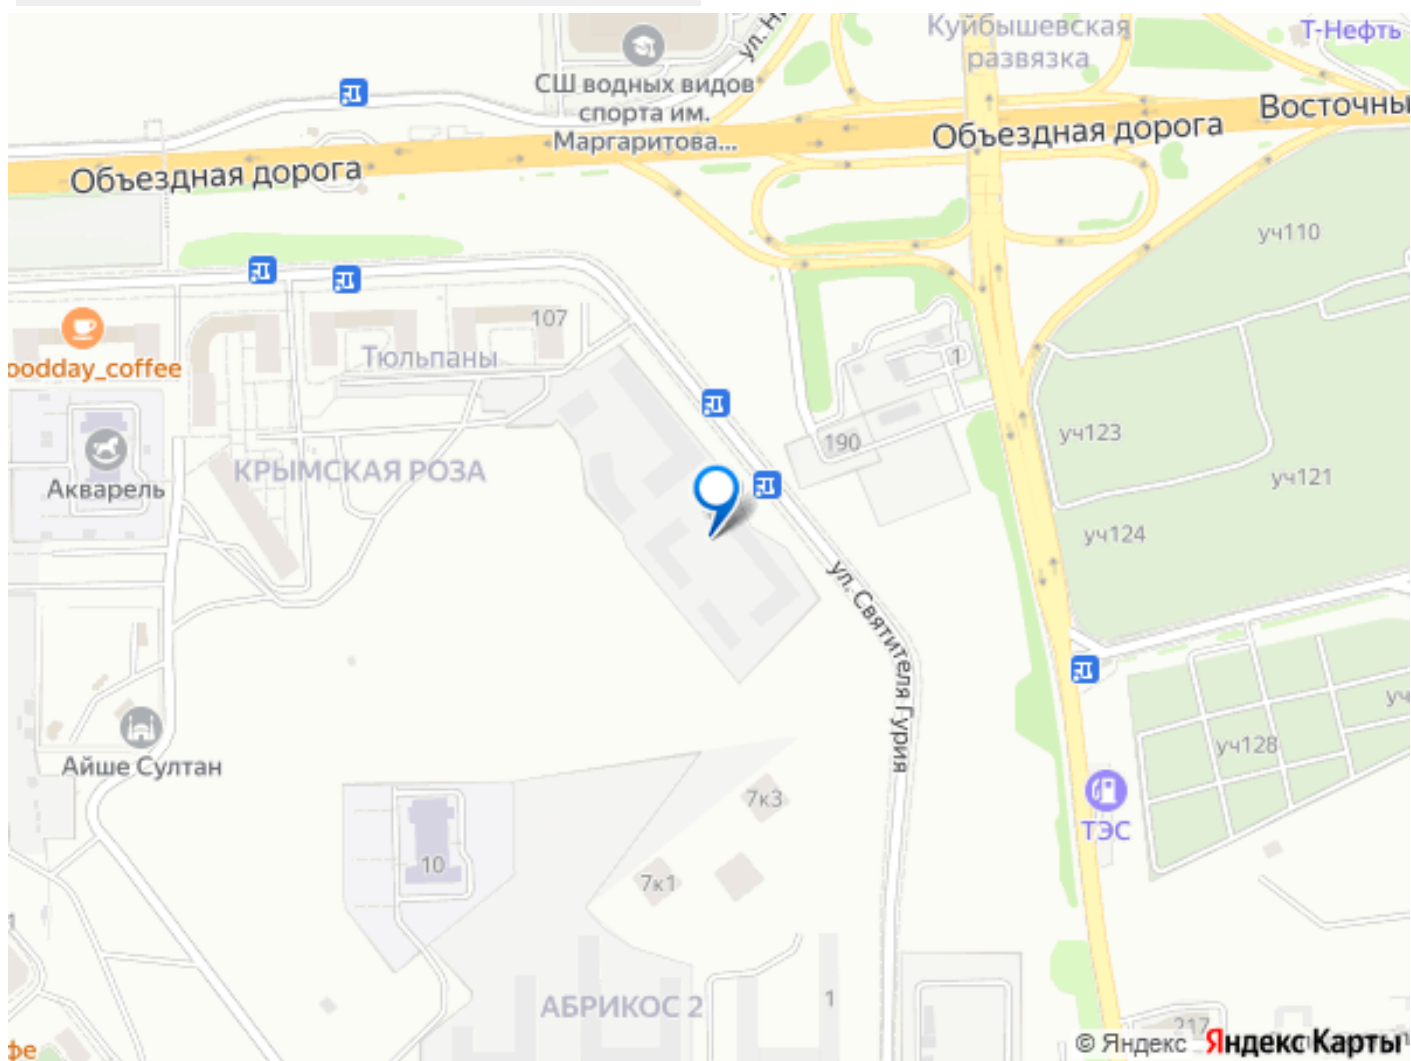 Куйбышевская
развязка
Т-Нефть
СШ водных видов
спорта им.
Маргаритова...
Восточны
Объездная дорога
Объездная дорога
уч110
107
Тюльпаны
oodday_coffee
1
190
уч123
КРЫМСКАЯ РОЗА
Акварель
уч121
уч124
ул. Святителя Гурия
уч128
Айше Султан
7к3
ТЭС
10
7к1
АБРИКОС 2
1
217
фе
© Яндекс Яндекс Карты